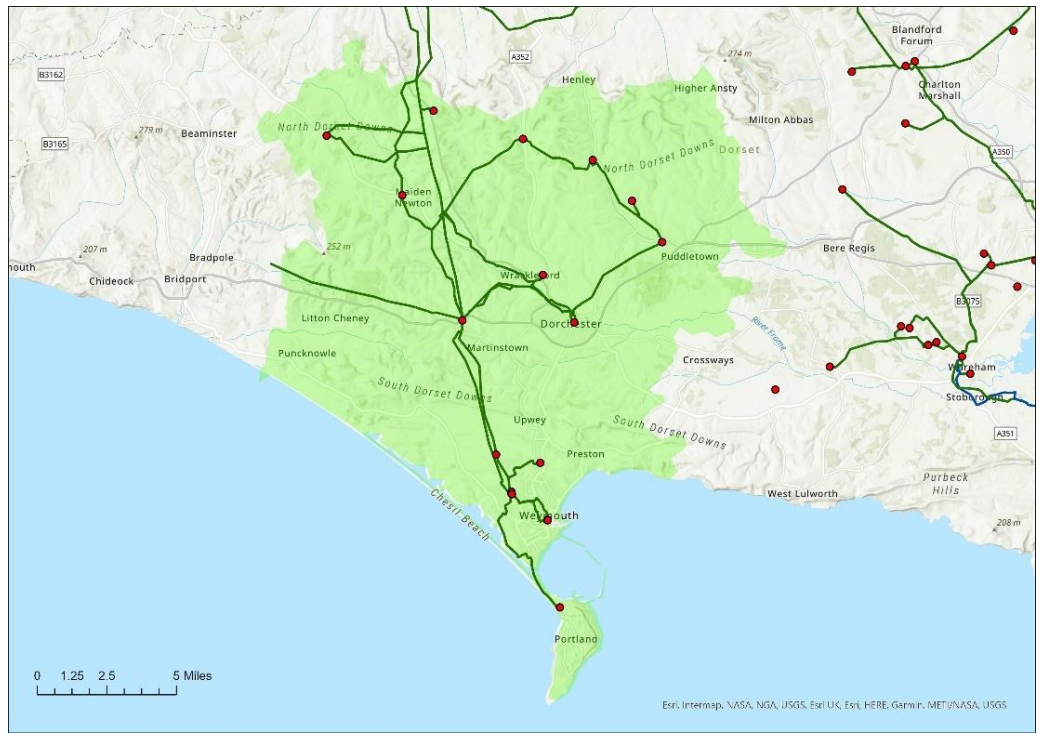 Blandford
Forum
A352
274 m
B3162
Henley
Higher Ansty
Charlton
Marshall
Milton Abbas
North Dorset Downs
279 m
Beaminster
B3165
North Dorset Downs
Dorset
A350
Maiden
Newton
207 m
252 m
Bere Regis
mouth
Bradpole
Puddletown
Chideock
Bridport
Wrackleford
B3075
Litton Cheney
Dorchester
River Frome
Puncknowle
Martinstown
Crossways
Wareham
South Dorset Downs
Stoborough
Upwey
South Dorset Downs
A351
Preston
Purbeck
Hills
West Lulworth
Chesil Beach
Weymouth
208 m
Portland
0 1.25 2.5 5 Miles
Esri, Intermap, NASA, NGA, USGS, Esri UK, Esri, HERE, Garmin, METI/NASA, USGS